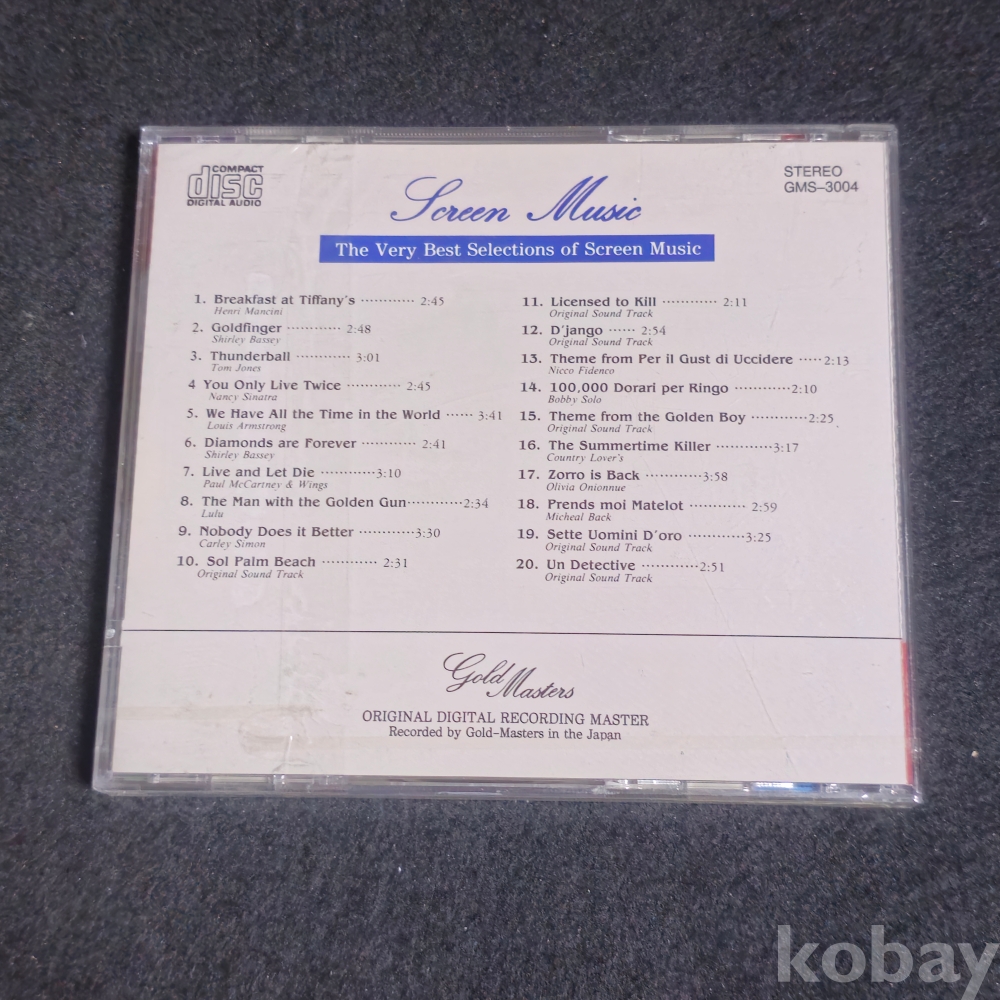 COMPACT
disc
DIGITAL AUDIO
STEREO
GMS-3004
Screen Music
The Very Best Selections of Screen Music
1. Breakfast at Tiffany's ··········· 2:45
Henri Mancini
2. Goldfinger ··········· 2:48
Shirley Bassey
3. Thunderball ··········· 3:01
Tom Jones
4 You Only Live Twice ··········· 2:45
Nancy Sinatra
5. We Have All the Time in the World ······ 3:41
Louis Armstrong
6. Diamonds are Forever ··········· 2:41
Shirley Bassey
7. Live and Let Die ···········3:10
Paul McCartney & Wings
8. The Man with the Golden Gun···········2:34
Lulu
9. Nobody Does it Better ···········3:30
Carley Simon
10. Sol Palm Beach ··········· 2:31
Original Sound Track
11. Licensed to Kill ··········· 2:11
Original Sound Track
12. D'jango ······ 2:54
Original Sound Track
13. Theme from Per il Gust di Uccidere ·····2:13
Nicco Fidenco
14. 100,000 Dorari per Ringo ···········2:10
Bobby Solo
15. Theme from the Golden Boy ············2:25
Original Sound Track
16. The Summertime Killer ···········3:17
Country Lover's
17. Zorro is Back ···········3:58
Olivia Onionnue
18. Prends moi Matelot ············ 2:59
Micheal Back
19. Sette Uomini D'oro ············3:25
Original Sound Track
20. Un Detective ············2:51
Original Sound Track
Gold Masters
ORIGINAL DIGITAL RECORDING MASTER
Recorded by Gold-Masters in the Japan
kobay